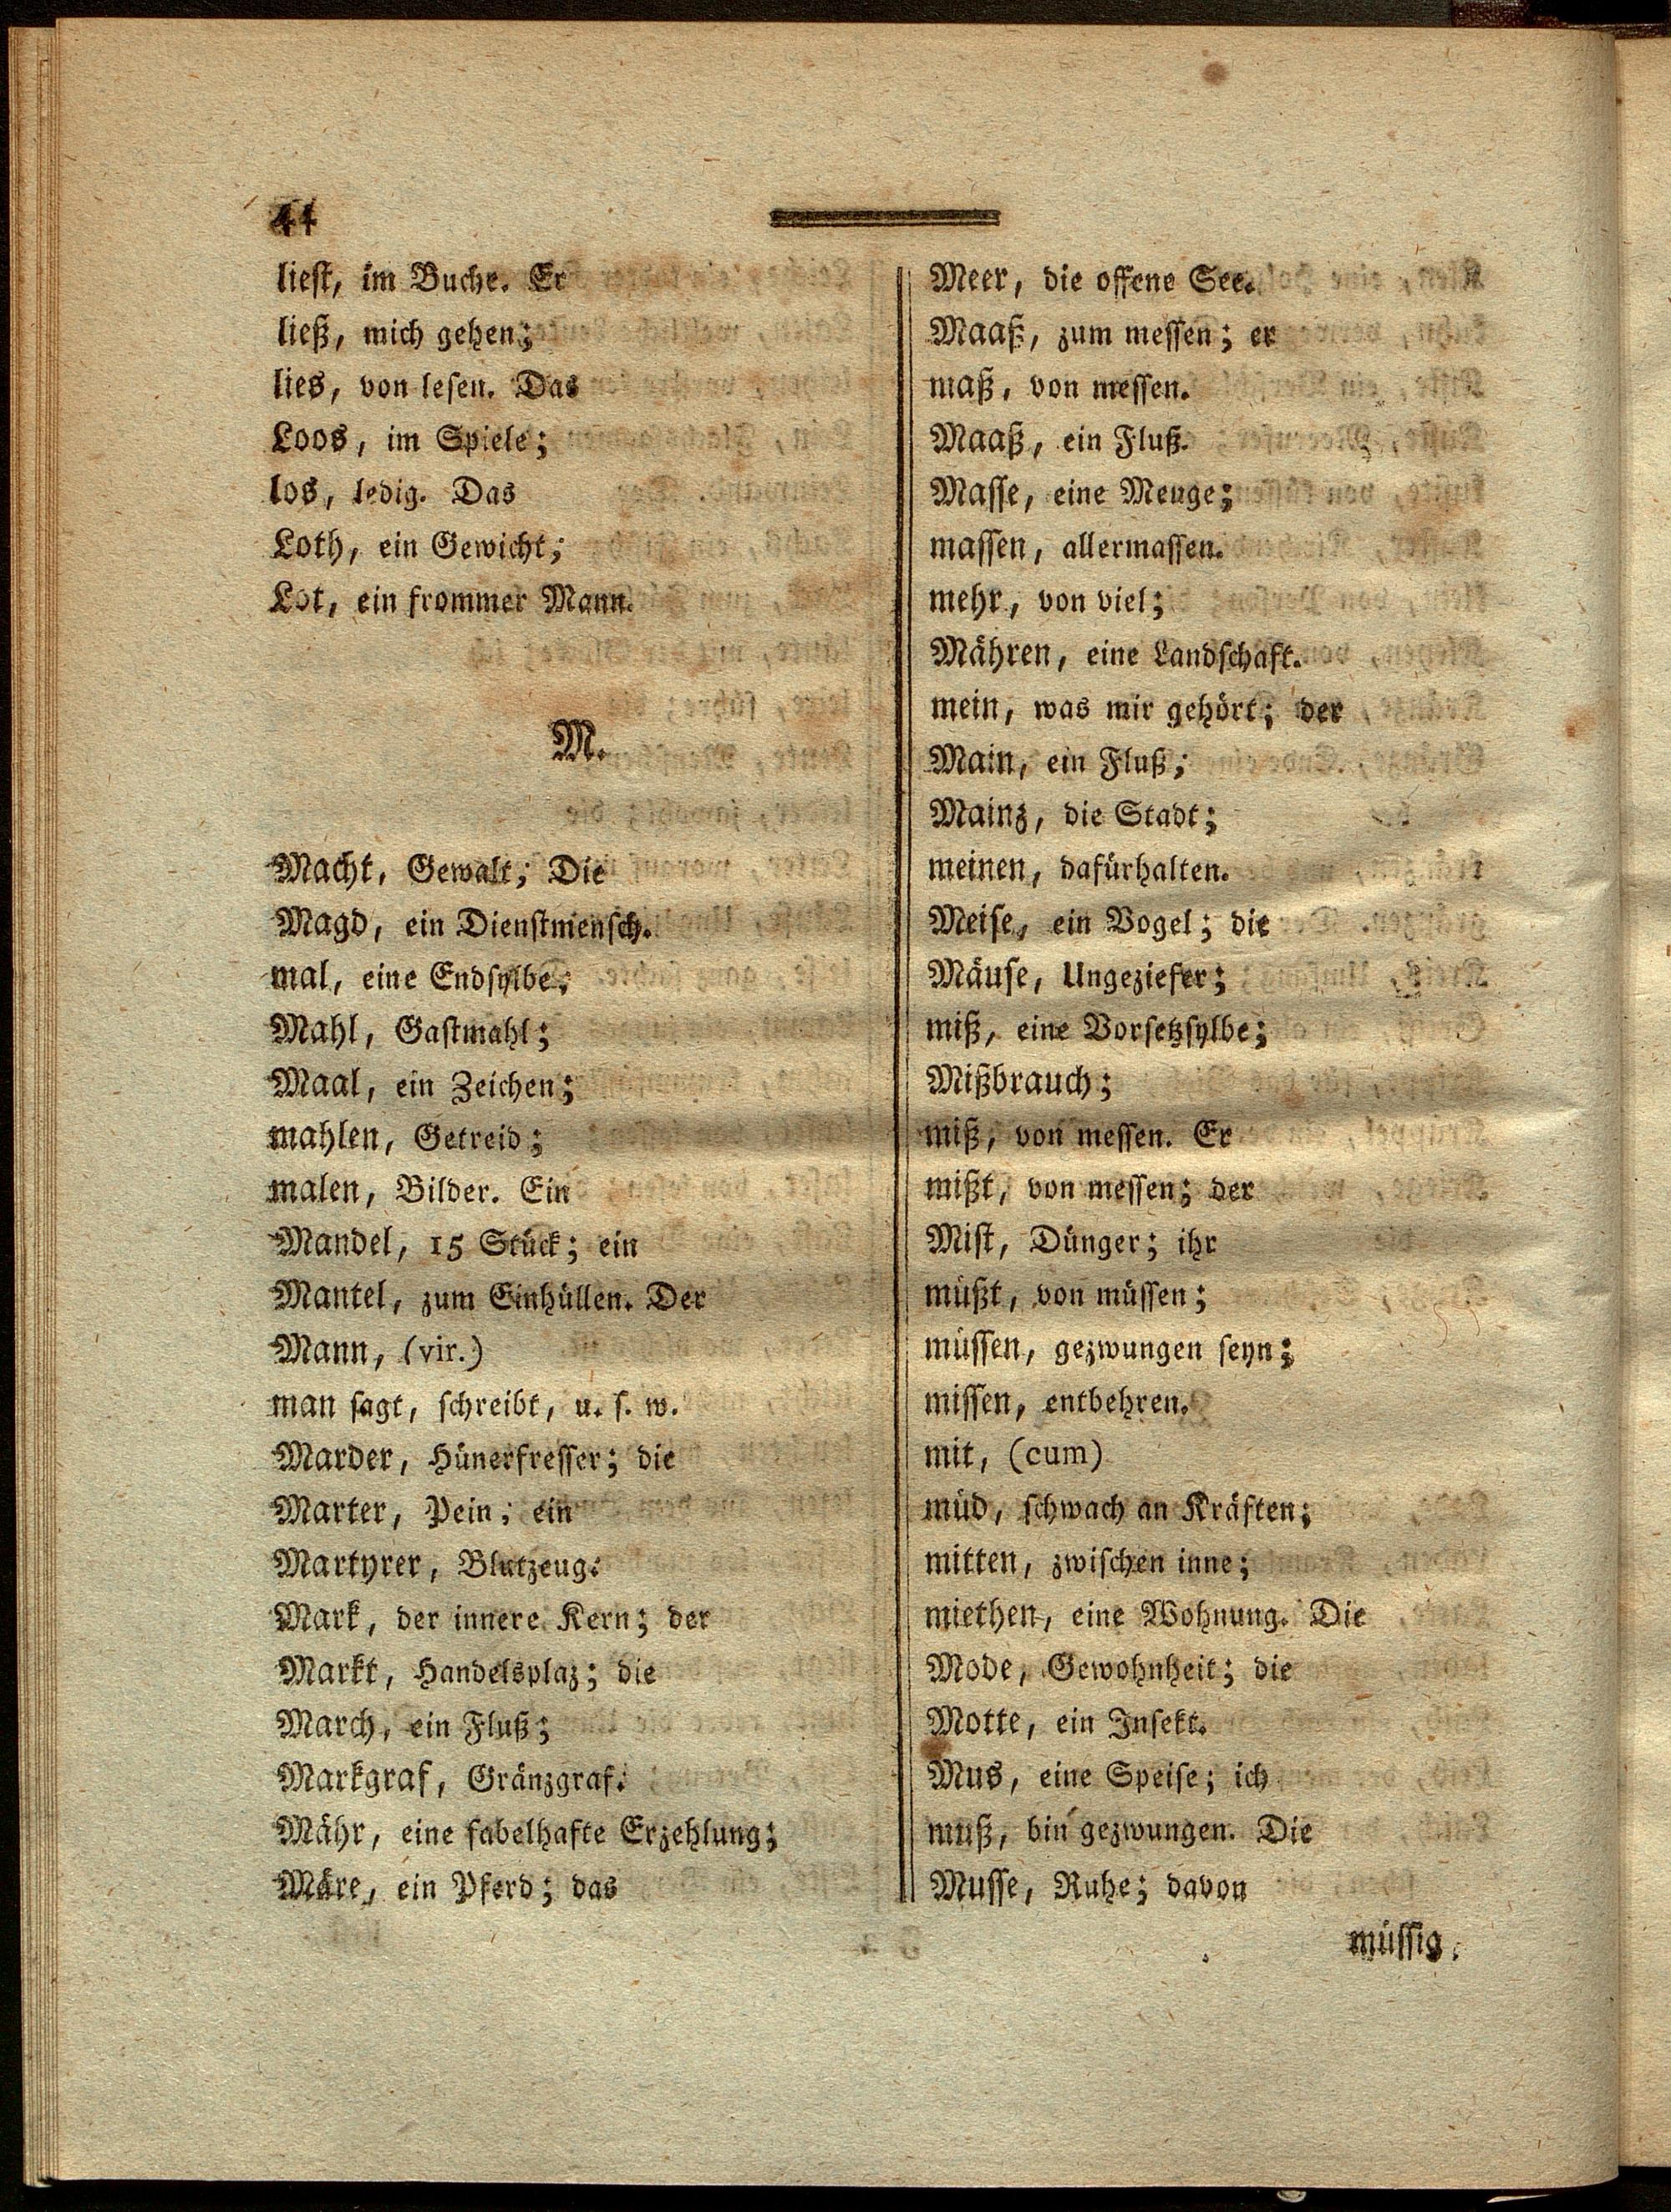 44
liest, im Buche. Er
ließ, mich gehen;
lies, von lesen. Das
Loos, im Spiele;
los, ledig. Das
Loth, ein Gewicht;
Lot, ein frommer Mann.
M.
Macht, Gewalt; Die
Magd, ein Dienstmensch.
mal, eine Endsylbe;
Mahl, Gastmahl;
Maal, ein Zeichen;
mahlen, Getreid;
malen, Bilder. Ein
Mandel, 15 Stück; ein
Mantel, zum Einhüllen. Der
Mann, (vir.)
man sagt, schreibt, u. s. w.
Marder, Hünerfresser; die
Marter, Pein; ein
Martyrer, Blutzeug.
Mark, der innere Kern; der
Markt, Handelsplaz; die
March, ein Fluß;
Markgraf, Gränzgraf.
Mähr, eine fabelhafte Erzehlung;
Märe, ein Pferd; das
Meer, die offene See.
Maaß, zum messen; er
maß, von messen.
Maaß, ein Fluß.
Masse, eine Menge;
massen, allermassen.
mehr, von viel;
Mähren, eine Landschaft.
mein, was mir gehört; der
Main, ein Fluß;
Mainz, die Stadt;
meinen, dafürhalten.
Meise, ein Vogel; die
Mäuse, Ungeziefer;
miß, eine Vorsetzsylbe;
Mißbrauch;
miß, von messen. Er
mißt, von messen; der
Mist, Dünger; ihr
müßt, von müssen;
müssen, gezwungen seyn;
missen, entbehren.
mit, (cum)
müd, schwach an Kräften;
mitten, zwischen inne;
miethen, eine Wohnung. Die
Mode, Gewohnheit; die
Motte, ein Insekt.
Mus, eine Speise; ich
muß, bin gezwungen. Die
Musse, Ruhe; davon
müssig.